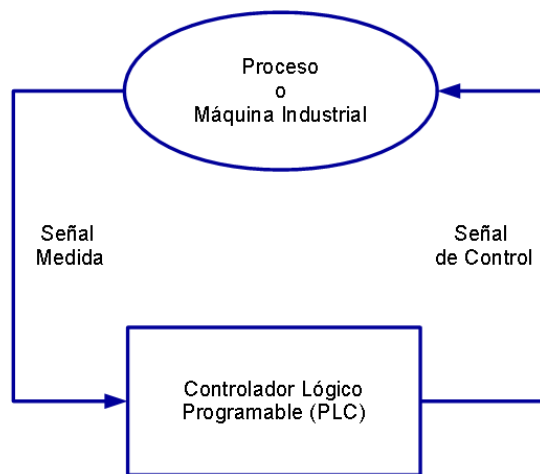 Proceso
o
Máquina Industrial
Señal
Medida
Señal
de Control
Controlador Lógico
Programable (PLC)